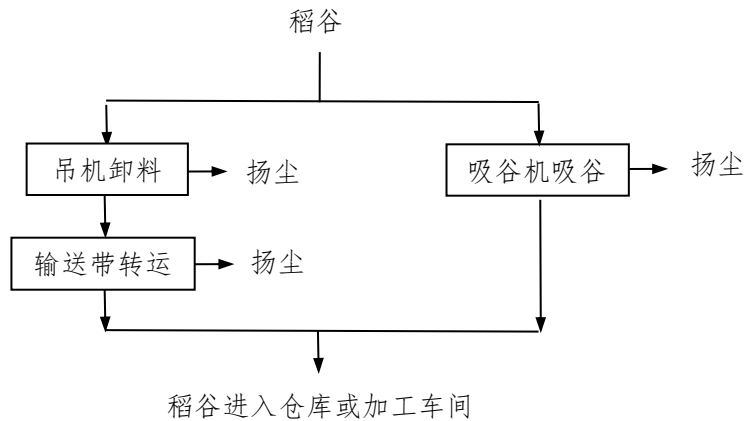 稻谷
吊机卸料
扬尘
吸谷机吸谷
扬尘
输送带转运
扬尘
稻谷进入仓库或加工车间